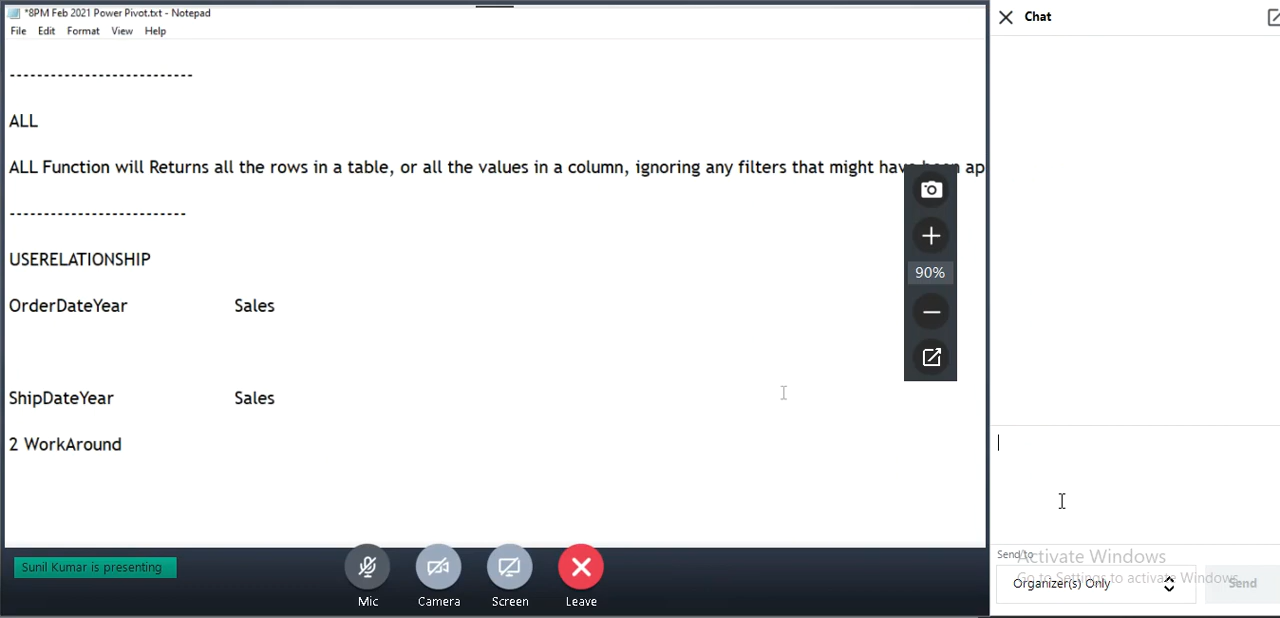 *8PM Feb 2021 Power Pivot.txt - Notepad
File Edit Format View Help
---------------------------
ALL
ALL Function will Returns all the rows in a table, or all the values in a column, ignoring any filters that might have been ap
--------------------------
USERELATIONSHIP
OrderDateYear Sales
ShipDateYear Sales
2 WorkAround
90%
Sunil Kumar is presenting
Mic Camera Screen Leave
Chat
Send to
Activate Windows
Go to Settings to activate Windows.
Organizer(s) Only
Send